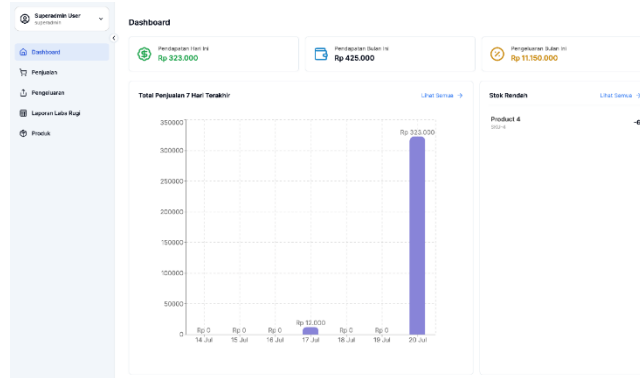 Superadmin User
superadmin
Dashboard
Penjualan
Pengeluaran
Laporan Laba Rugi
Produk
Dashboard
Pendapatan Hari Ini
Rp 323.000
Pendapatan Bulan Ini
Rp 425.000
Pengeluaran Bulan Ini
Rp 11.150.000
Total Penjualan 7 Hari Terakhir
Lihat Semua →
350000
300000
250000
200000
150000
100000
50000
0
Rp 0
Rp 0
Rp 0
Rp 12.000
Rp 0
Rp 0
Rp 323.000
14 Jul
15 Jul
16 Jul
17 Jul
18 Jul
19 Jul
20 Jul
Stok Rendah
Lihat Semua →
Product 4
SKU-4
-6